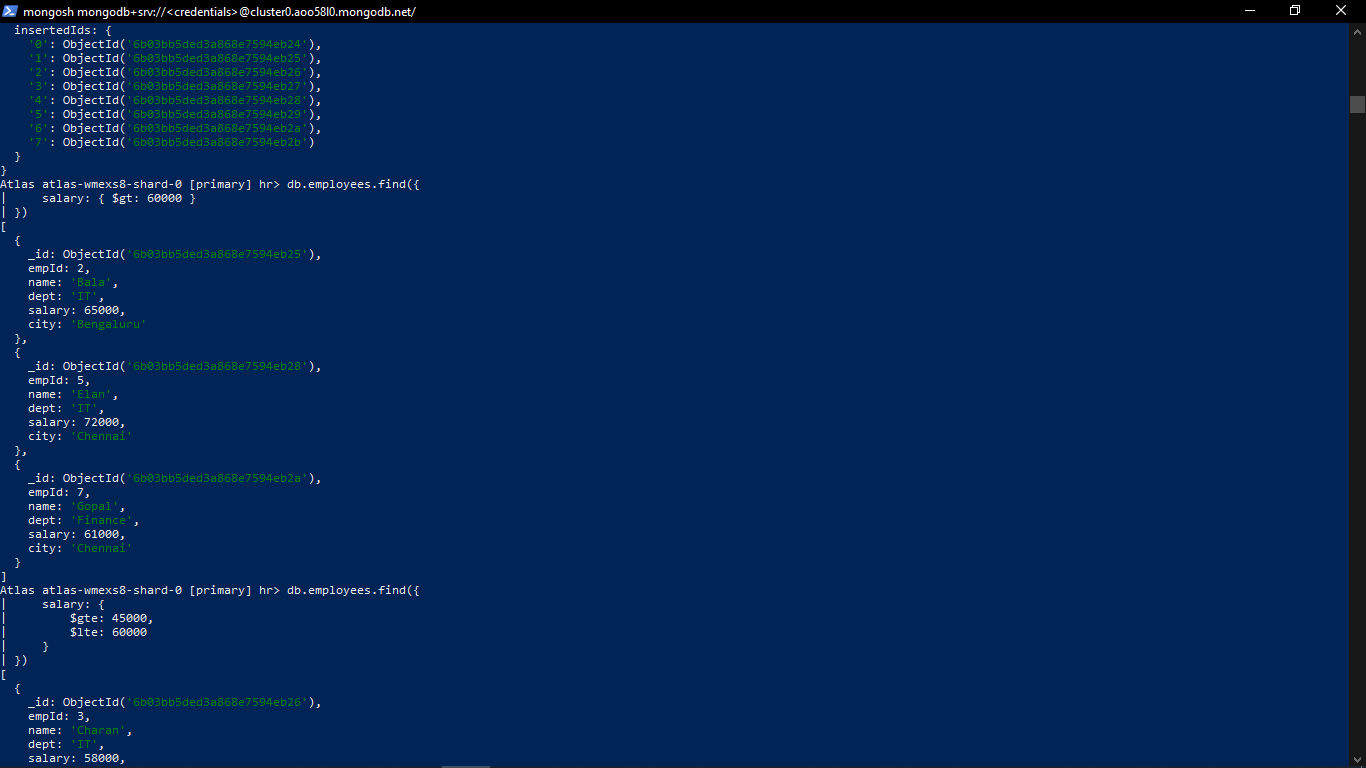 mongosh mongodb+srv://<credentials>@cluster0.aoo58l0.mongodb.net/
  insertedIds: {
    '0': ObjectId('6b03bb5ded3a868e7594eb24'),
    '1': ObjectId('6b03bb5ded3a868e7594eb25'),
    '2': ObjectId('6b03bb5ded3a868e7594eb26'),
    '3': ObjectId('6b03bb5ded3a868e7594eb27'),
    '4': ObjectId('6b03bb5ded3a868e7594eb28'),
    '5': ObjectId('6b03bb5ded3a868e7594eb29'),
    '6': ObjectId('6b03bb5ded3a868e7594eb2a'),
    '7': ObjectId('6b03bb5ded3a868e7594eb2b')
  }
}
Atlas atlas-wmexs8-shard-0 [primary] hr> db.employees.find({
|     salary: { $gt: 60000 }
| })
[
  {
    _id: ObjectId('6b03bb5ded3a868e7594eb25'),
    empId: 2,
    name: 'Bala',
    dept: 'IT',
    salary: 65000,
    city: 'Bengaluru'
  },
  {
    _id: ObjectId('6b03bb5ded3a868e7594eb28'),
    empId: 5,
    name: 'Elan',
    dept: 'IT',
    salary: 72000,
    city: 'Chennai'
  },
  {
    _id: ObjectId('6b03bb5ded3a868e7594eb2a'),
    empId: 7,
    name: 'Gopal',
    dept: 'Finance',
    salary: 61000,
    city: 'Chennai'
  }
]
Atlas atlas-wmexs8-shard-0 [primary] hr> db.employees.find({
|     salary: {
|         $gte: 45000,
|         $lte: 60000
|     }
| })
[
  {
    _id: ObjectId('6b03bb5ded3a868e7594eb26'),
    empId: 3,
    name: 'Charan',
    dept: 'IT',
    salary: 58000,